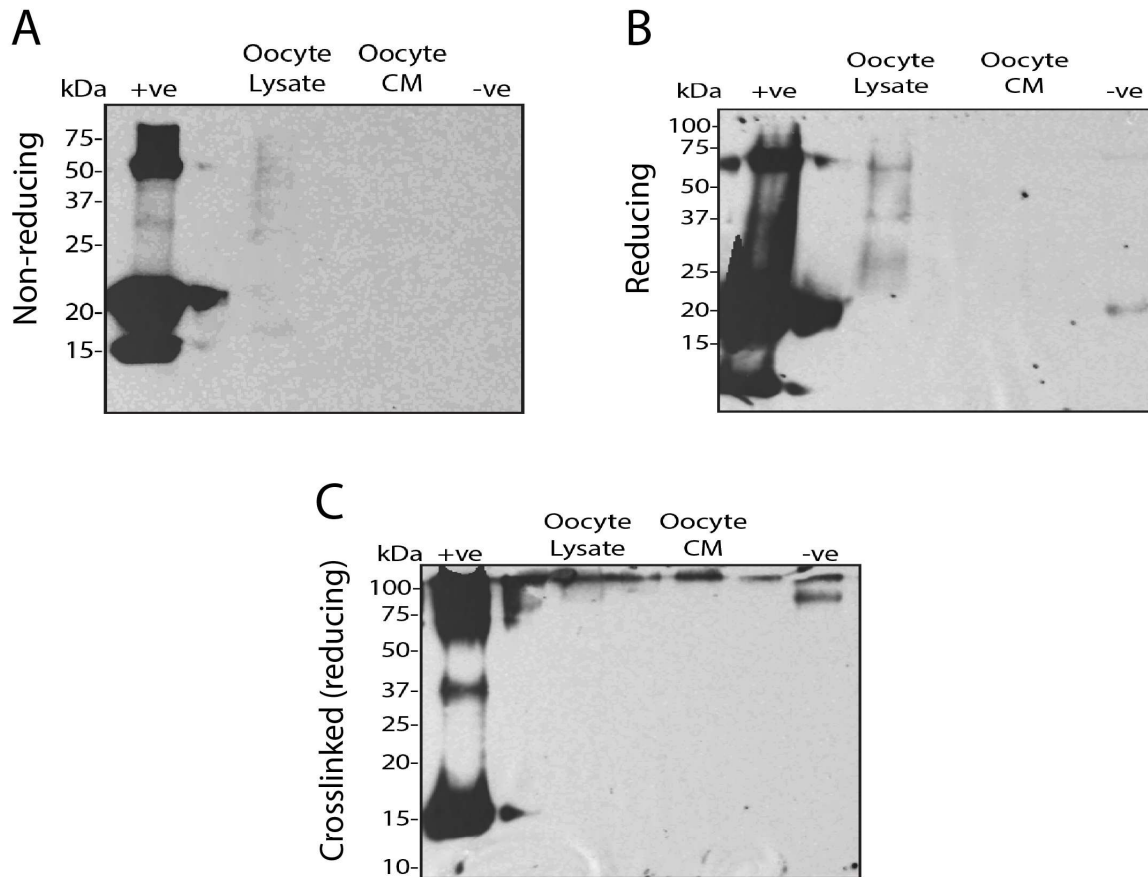 A
Oocyte Lysate
Oocyte CM
kDa
+ve
-ve
Non-reducing
75-
50-
37-
25-
20-
15-
B
Oocyte Lysate
Oocyte CM
kDa
+ve
-ve
Reducing
100-
75-
50-
37-
25-
20-
15-
C
Oocyte Lysate
Oocyte CM
kDa
+ve
-ve
Crosslinked (reducing)
100-
75-
50-
37-
25-
20-
15-
10-